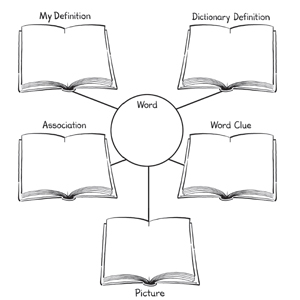 My Definition
Dictionary Definition
Word
Association
Word Clue
Picture